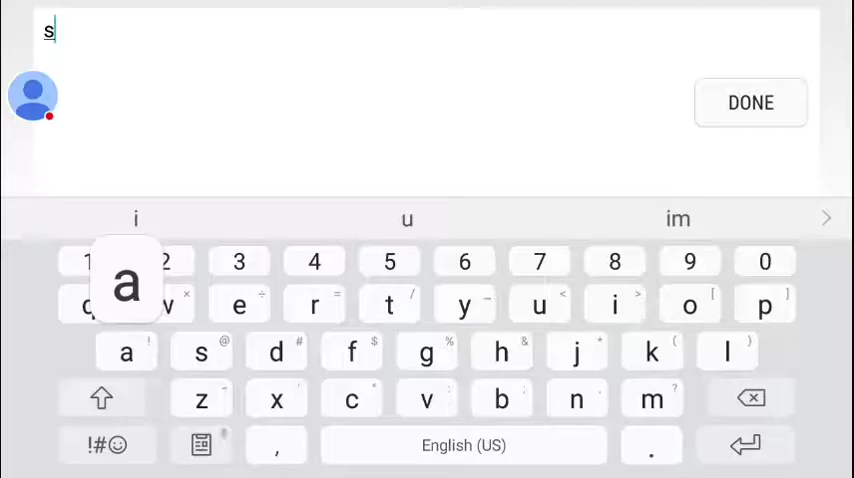 s
DONE
i u im
1 2 3 4 5 6 7 8 9 0
a
q w × e ÷ r = t / y _ u < i > o [ p ]
a ! s @ d # f $ g % h & j * k ( l )
z - x ' c " v : b ; n , m ?
!#☺ , English (US) .